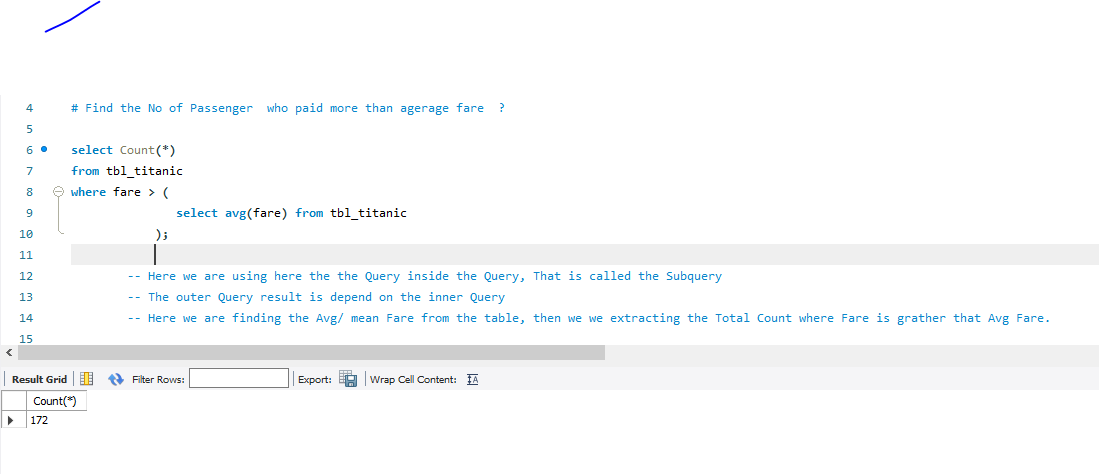 4 # Find the No of Passenger who paid more than agerage fare ?
5
6 select Count(*)
7 from tbl_titanic
8 where fare > (
9 select avg(fare) from tbl_titanic
10 );
11
12 -- Here we are using here the the Query inside the Query, That is called the Subquery
13 -- The outer Query result is depend on the inner Query
14 -- Here we are finding the Avg/ mean Fare from the table, then we we extracting the Total Count where Fare is grather that Avg Fare.
15
Result Grid Filter Rows: Export: Wrap Cell Content: IA
Count(*)
172